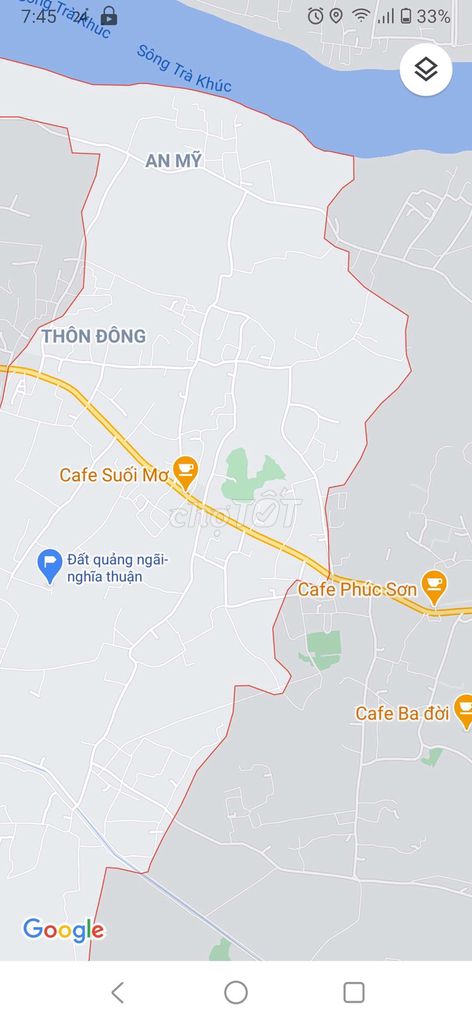 7:45 24 33%
Sông Trà Khúc
Sông Trà Khúc
AN MỸ
THÔN ĐÔNG
Cafe Suối Mơ
chợTỐT
Đất quảng ngãi-
nghĩa thuận
Cafe Phúc Sơn
Cafe Ba đời
Google